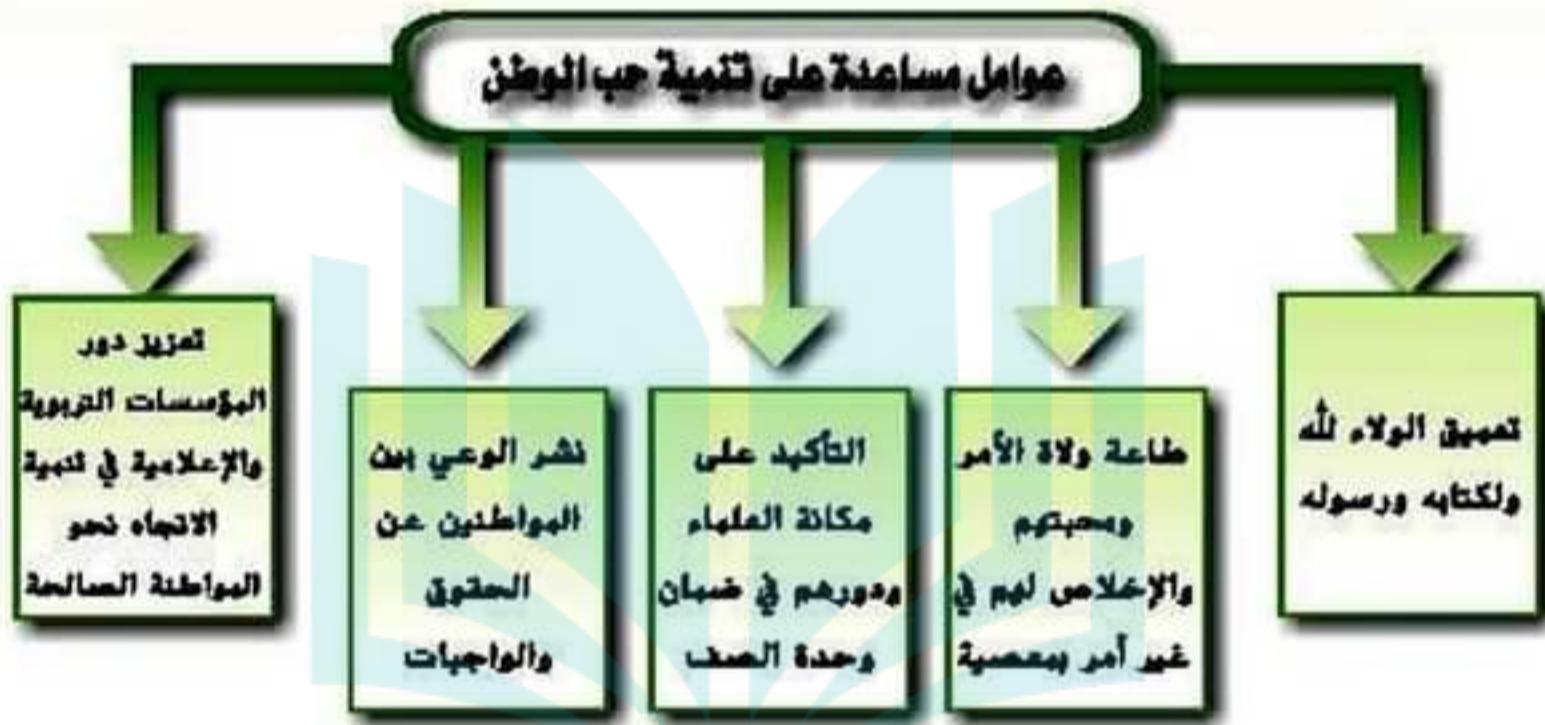 عوامل مساعدة على تنمية حب الوطن
تعميق الولاء لله
ولكتابه ورسوله
طاعة ولاة الأمر
ومحبتهم
والإخلاص لهم في
غير أمر بمعصية
التأكيد على
مكانة العلماء
ودورهم في ضمان
وحدة الصف
نشر الوعي بين
المواطنين عن
الحقوق
والواجبات
تعزيز دور
المؤسسات التربوية
والإعلامية في تنمية
الاتجاه نحو
المواطنة الصالحة